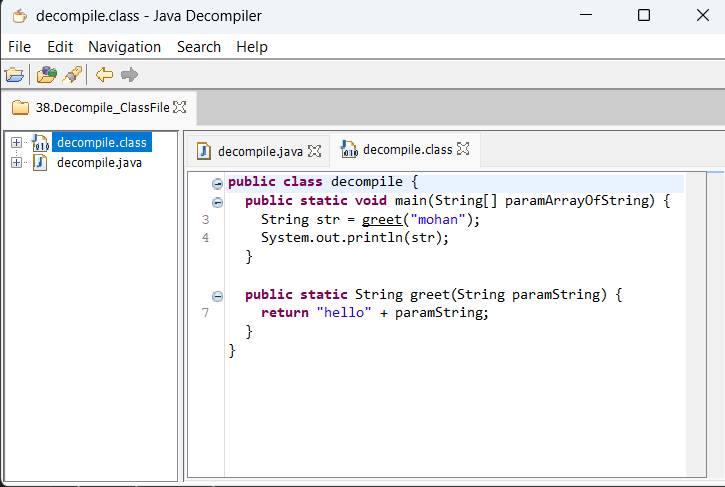 decompile.class - Java Decompiler
File Edit Navigation Search Help
38.Decompile_ClassFile
decompile.class
decompile.java
decompile.java decompile.class
public class decompile {
public static void main(String[] paramArrayOfString) {
3 String str = greet("mohan");
4 System.out.println(str);
}
public static String greet(String paramString) {
7 return "hello" + paramString;
}
}